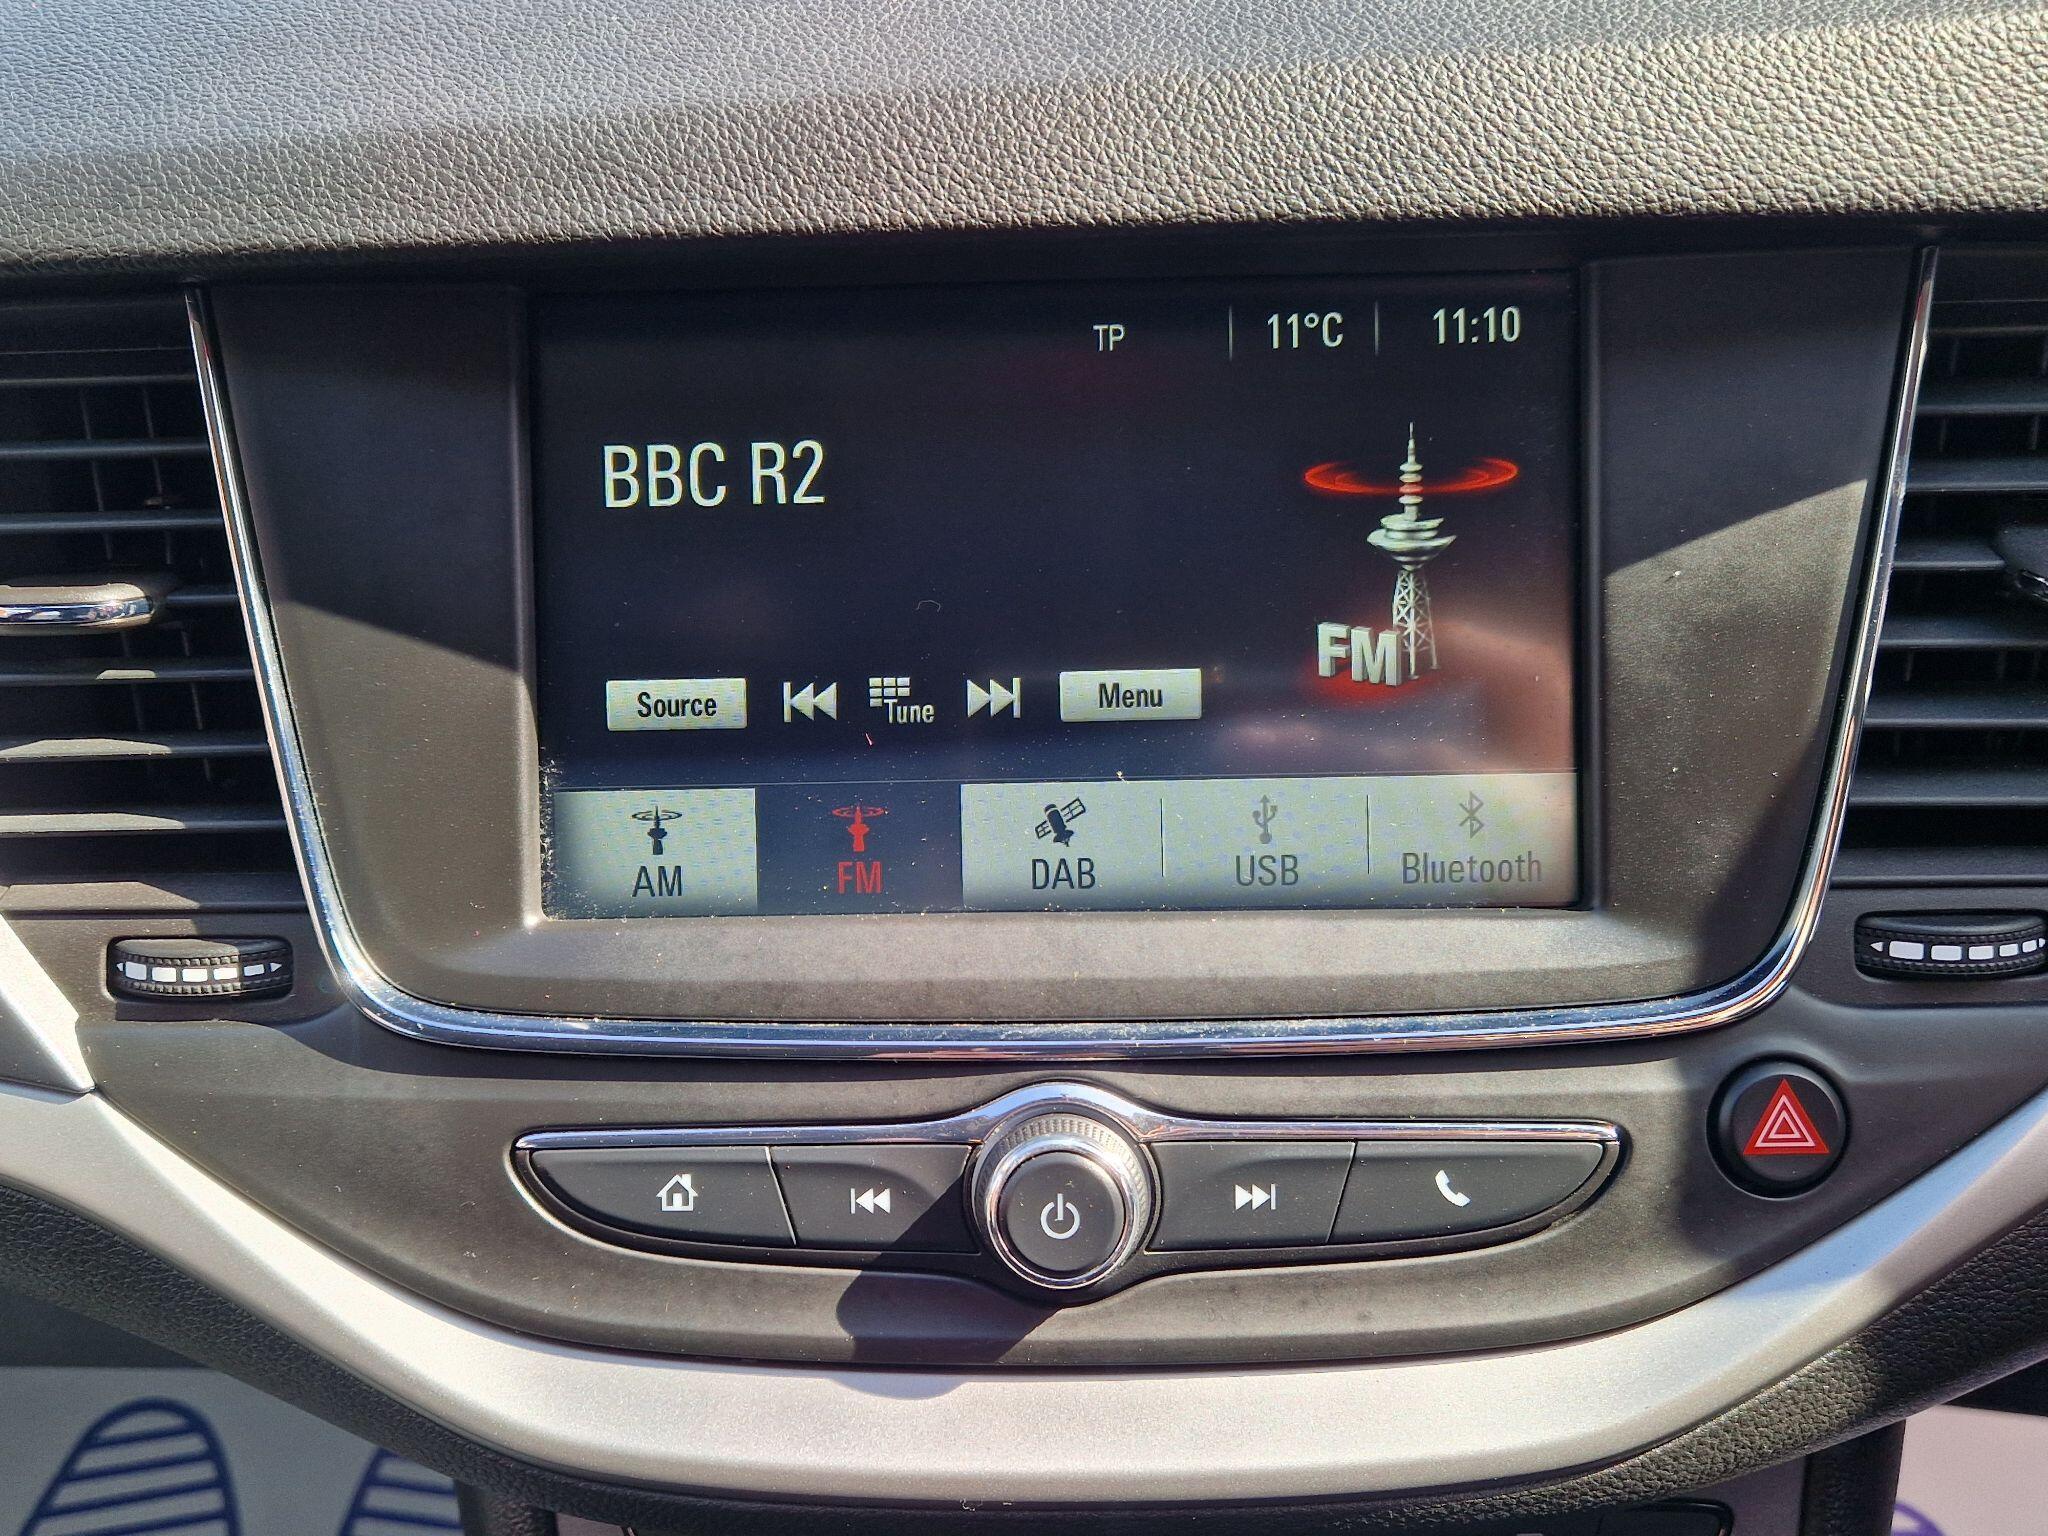 TP 11°C 11:10
BBC R2
FM
Source Tune Menu
AM FM DAB USB Bluetooth